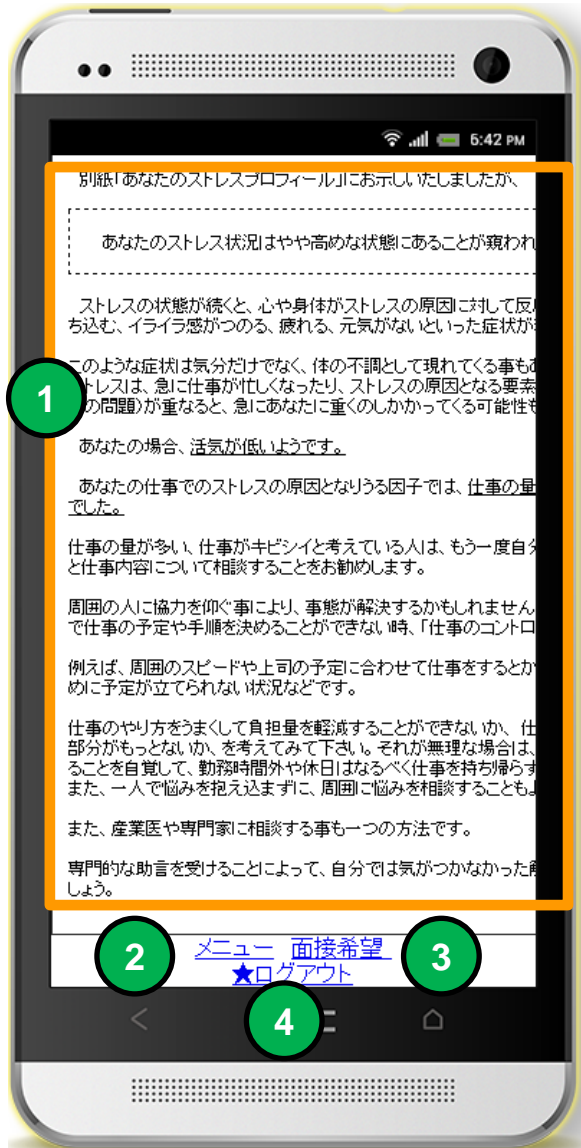 6:42 PM
別紙「あなたのストレスプロフィール」にお示しいたしましたが、
あなたのストレス状況はやや高めな状態にあることが窺われ
ストレスの状態が続くと、心や身体がストレスの原因に対して反
ち込む、イライラ感がつのる、疲れる、元気がないといった症状が
このような症状は気分だけでなく、体の不調として現れてくる事も
トレスは、急に仕事が忙しくなったり、ストレスの原因となる要素
1
の問題)が重なると、急にあなたに重くのしかかってくる可能性も
あなたの場合、活気が低いようです。
あなたの仕事でのストレスの原因となりうる因子では、仕事の量
でした。
仕事の量が多い、仕事がキビシイと考えている人は、もう一度自分
と仕事内容について相談することをお勧めします。
周囲の人に協力を仰ぐ事により、事態が解決するかもしれません
で仕事の予定や手順を決めることができない時、「仕事のコントロ
例えば、周囲のスピードや上司の予定に合わせて仕事をするとか
めに予定が立てられない状況などです。
仕事のやり方をうまくして負担量を軽減することができないか、仕
部分がもっとないか、を考えてみて下さい。それが無理な場合は、
ることを自覚して、勤務時間外や休日はなるべく仕事を持ち帰らず
また、一人で悩みを抱え込まずに、周囲に悩みを相談することもよ
また、産業医や専門家に相談する事も一つの方法です。
専門的な助言を受けることによって、自分では気がつかなかった解
しょう。
2
メニュー 面接希望
3
★ログアウト
4